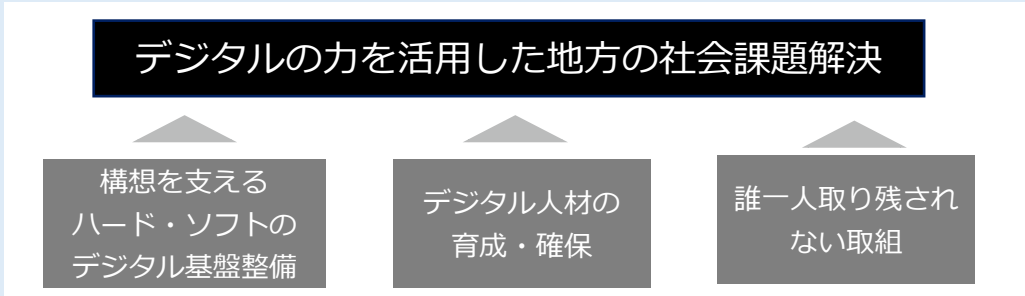 デジタルの力を活用した地方の社会課題解決
構想を支える
ハード・ソフトの
デジタル基盤整備
デジタル人材の
育成・確保
誰一人取り残され
ない取組